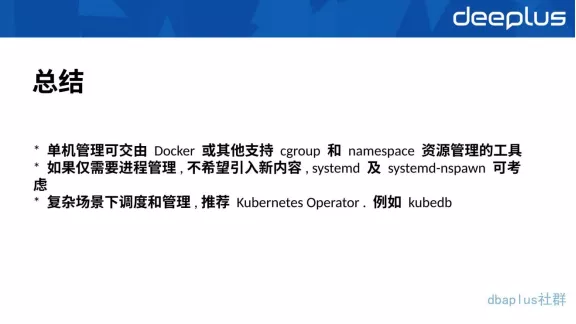 deeplus
总结
* 单机管理可交由 Docker 或其他支持 cgroup 和 namespace 资源管理的工具
* 如果仅需要进程管理 , 不希望引入新内容 , systemd 及 systemd-nspawn 可考
虑
* 复杂场景下调度和管理 , 推荐 Kubernetes Operator . 例如 kubedb
dbaplus社群